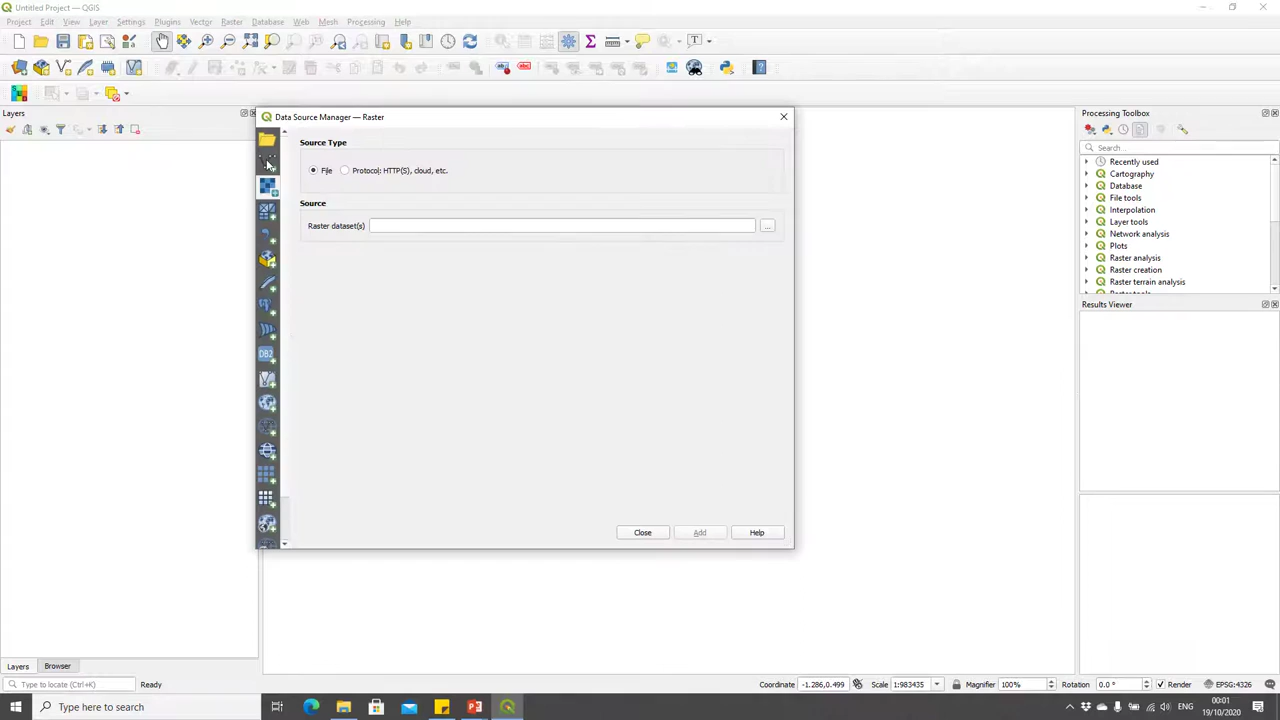 Untitled Project — QGIS
Project Edit View Layer Settings Plugins Vector Raster Database Web Mesh Processing Help
Layers
Data Source Manager — Raster
Source Type
File Protocol: HTTP(S), cloud, etc.
Source
Raster dataset(s) ...
DB2
Close Add Help
Processing Toolbox
Search...
Recently used
Cartography
Database
File tools
Interpolation
Layer tools
Network analysis
Plots
Raster analysis
Raster creation
Raster terrain analysis
Results Viewer
Layers Browser
Type to locate (Ctrl+K) Ready Coordinate -1.286,0.499 Scale 1:983435 Magnifier 100% Rotation 0.0 ° Render EPSG:4326
Type here to search
ENG
00:01
19/10/2020